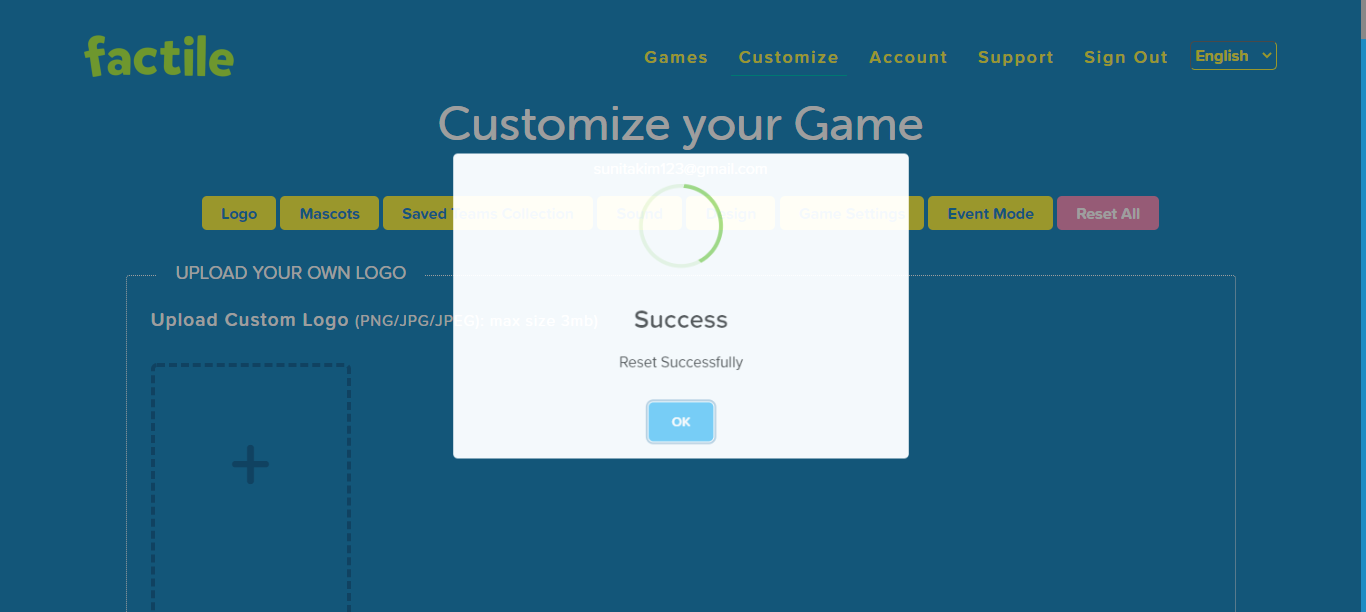 factile
Games Customize Account Support Sign Out English
Customize your Game
sonitakim123@gmail.com
Logo Mascots Saved Theme Collection Sound Design Game Settings Event Mode Reset All
UPLOAD YOUR OWN LOGO
Upload Custom Logo (PNG/JPG/JPEG): max size 3mb)
Success
Reset Successfully
OK